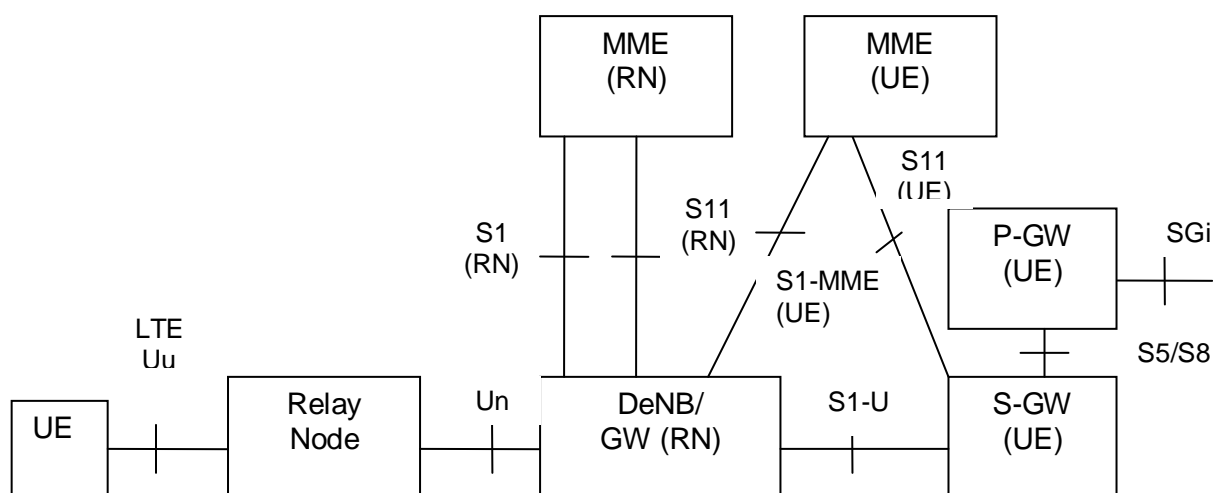 MME
(RN)
MME
(UE)
S11
(UE)
S11
(RN)
S1
(RN)
P-GW
(UE)
SGi
S1-MME
(UE)
LTE
Uu
S5/S8
UE
Relay
Node
Un
DeNB/
GW (RN)
S1-U
S-GW
(UE)